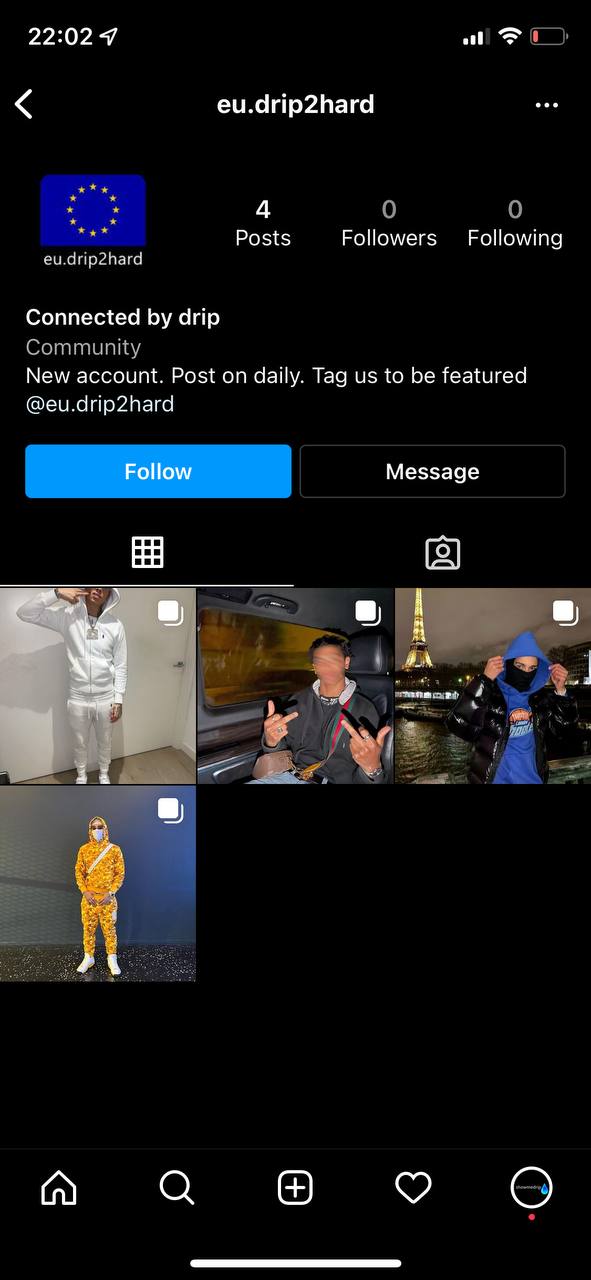 22:02
eu.drip2hard
eu.drip2hard
4
Posts
0
Followers
0
Following
Connected by drip
Community
New account. Post on daily. Tag us to be featured
@eu.drip2hard
Follow
Message